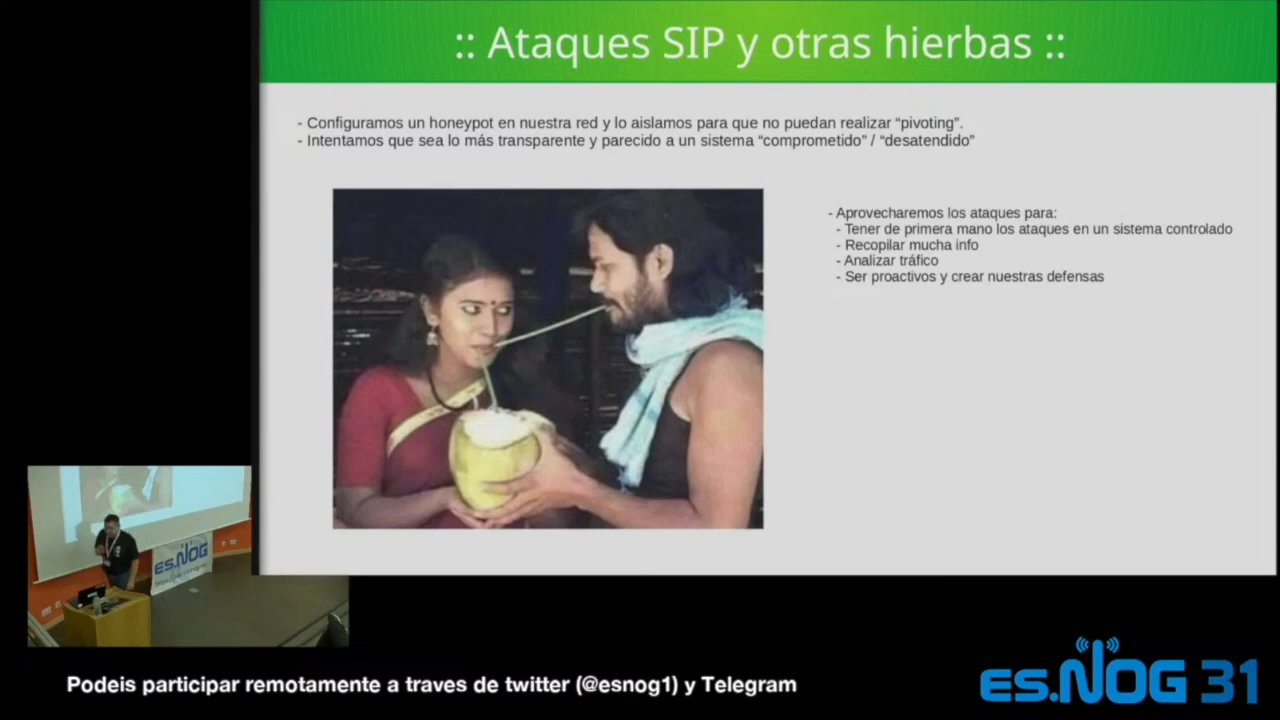 :: Ataques SIP y otras hierbas ::
- Configuramos un honeypot en nuestra red y lo aislamos para que no puedan realizar “pivoting”.
- Intentamos que sea lo más transparente y parecido a un sistema “comprometido” / “desatendido”
- Aprovecharemos los ataques para:
- Tener de primera mano los ataques en un sistema controlado
- Recopilar mucha info
- Analizar tráfico
- Ser proactivos y crear nuestras defensas
ES.NOG
Podeis participar remotamente a traves de twitter (@esnog1) y Telegram
es.NOG 31